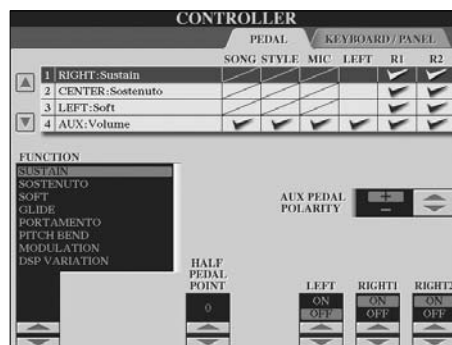 CONTROLLER
PEDAL KEYBOARD / PANEL
SONG STYLE MIC LEFT R1 R2
1 RIGHT:Sustain
2 CENTER:Sostenuto
3 LEFT:Soft
4 AUX:Volume
FUNCTION
SUSTAIN
SOSTENUTO
SOFT
GLIDE
PORTAMENTO
PITCH BEND
MODULATION
DSP VARIATION
AUX PEDAL
POLARITY
+
−
HALF
PEDAL
POINT
0
LEFT RIGHT1 RIGHT2
ON ON ON
OFF OFF OFF